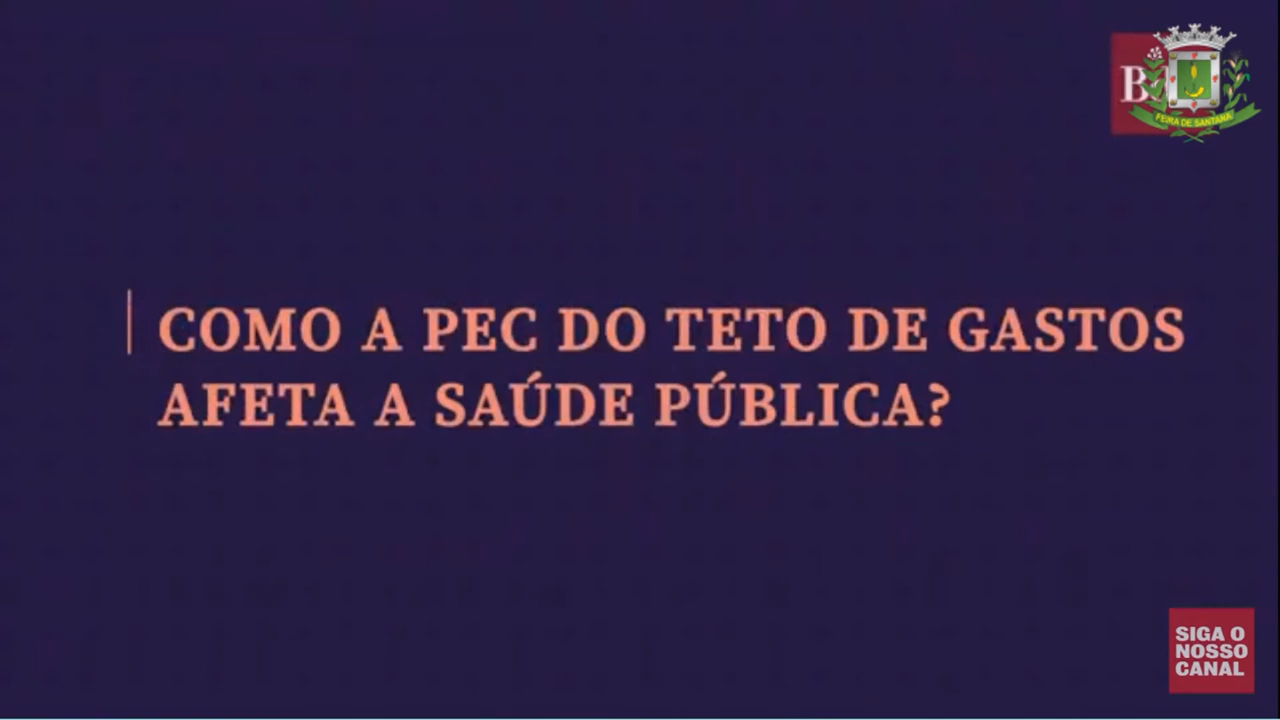 FEIRA DE SANTANA
COMO A PEC DO TETO DE GASTOS
AFETA A SAÚDE PÚBLICA?
SIGA O
NOSSO
CANAL